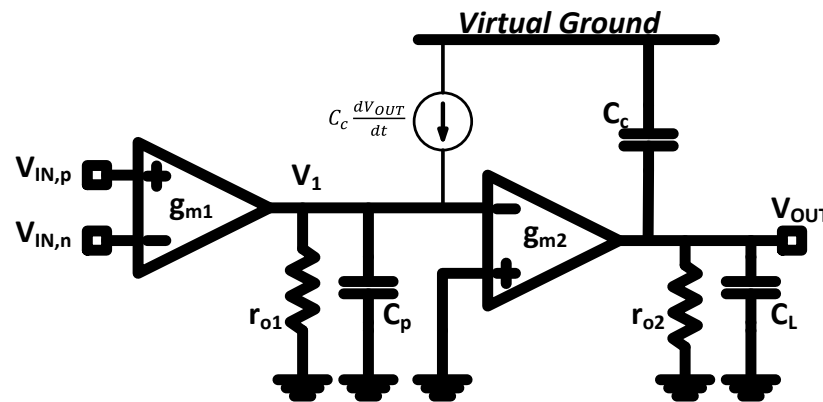 Virtual Ground
C_c dV_OUT/dt
C_c
V_IN,p
+
g_m1
V_1
V_IN,n
−
−
g_m2
+
V_OUT
r_o1
C_p
r_o2
C_L